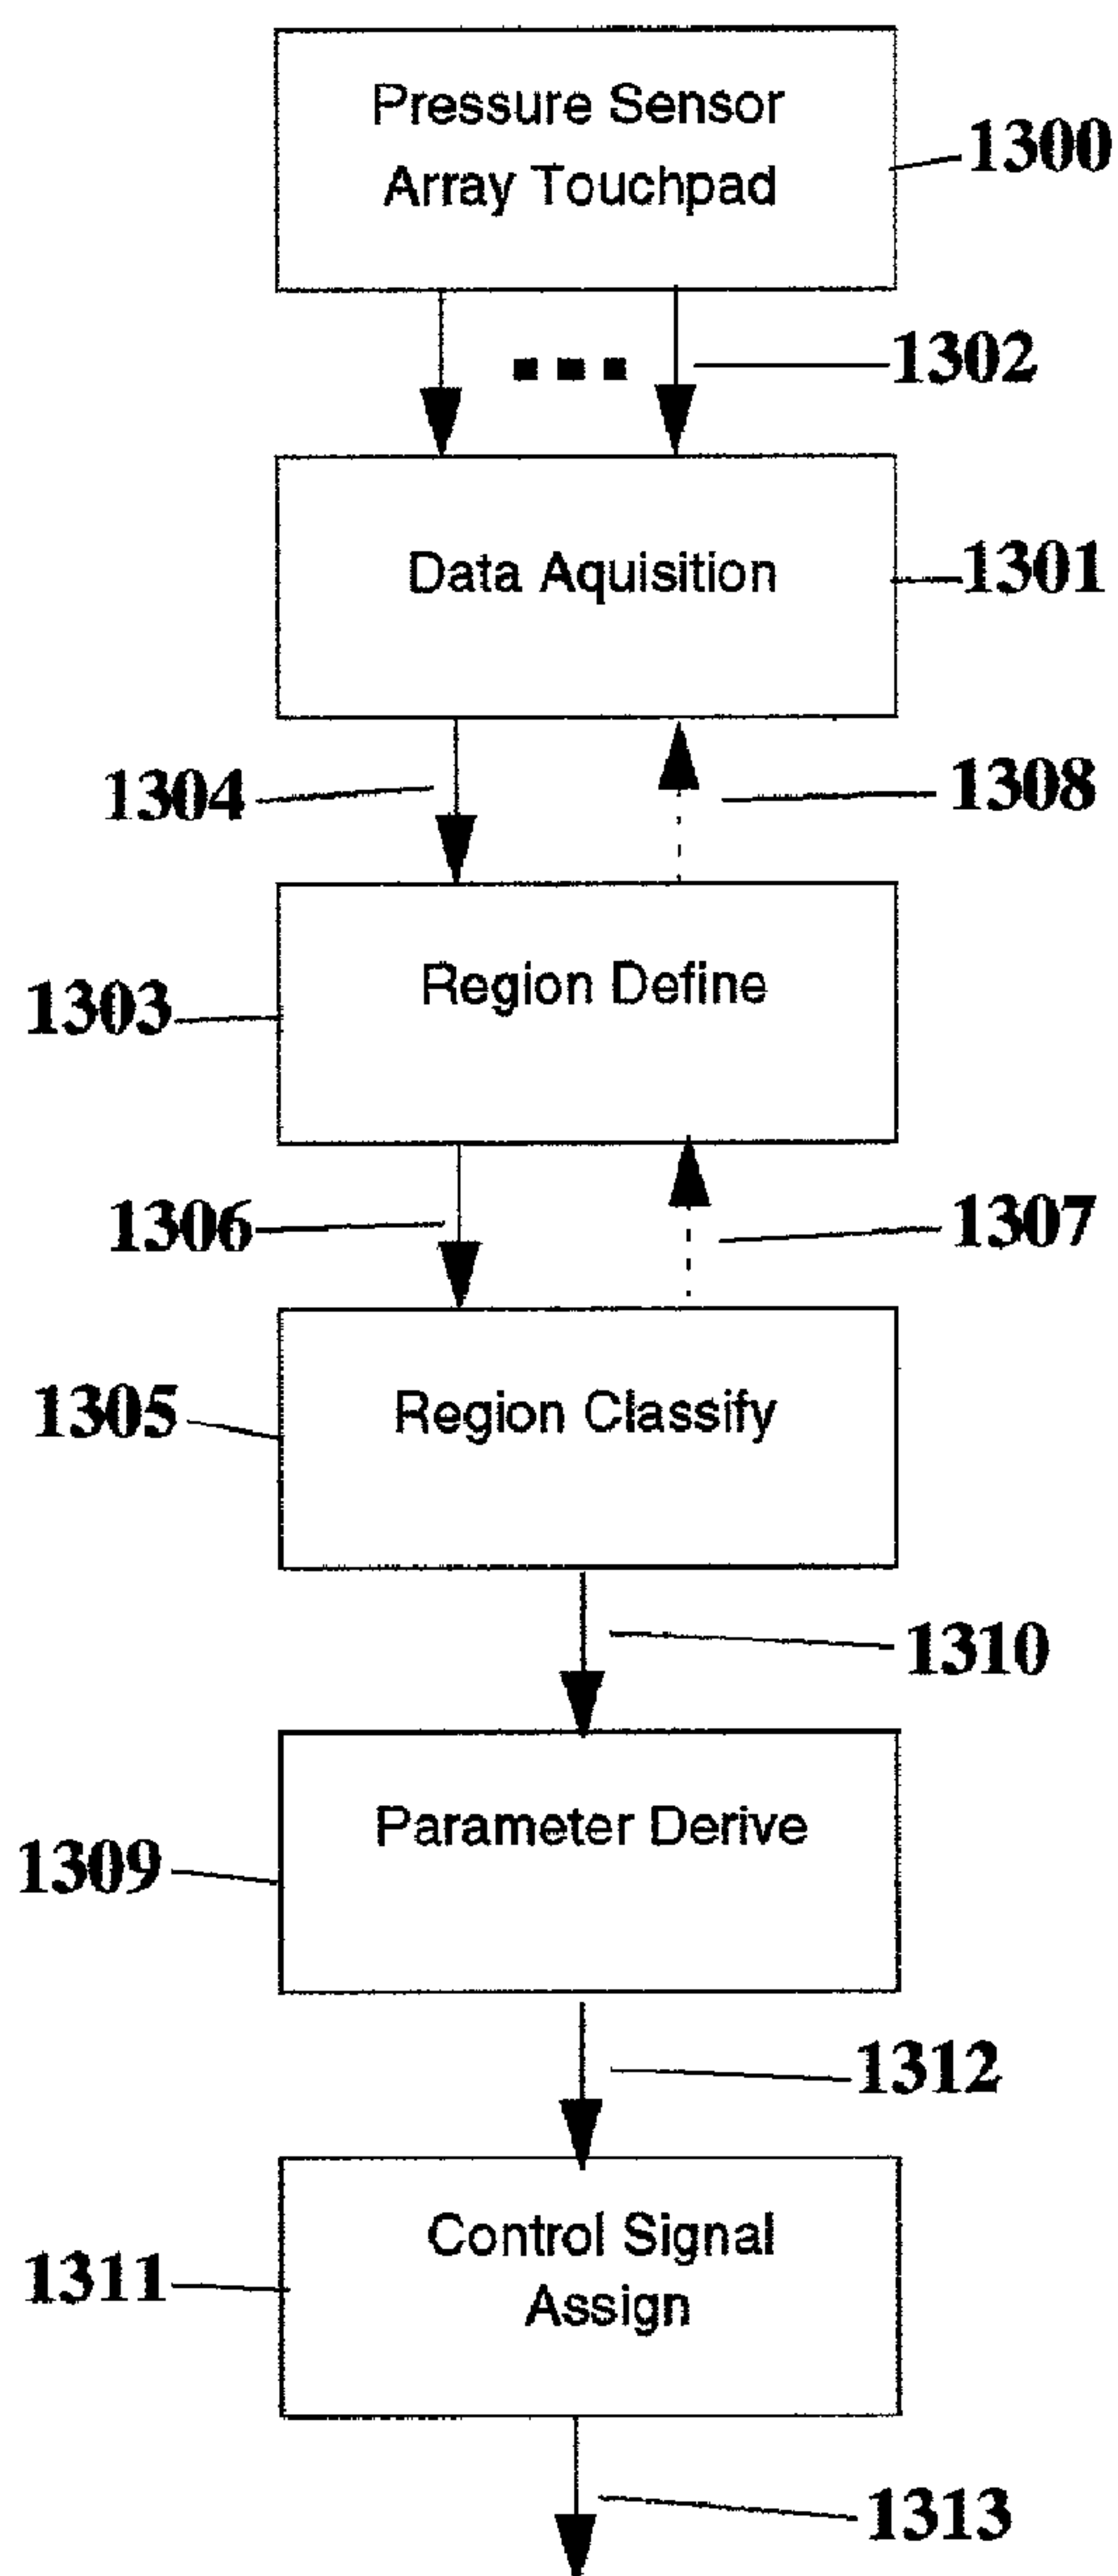 Pressure Sensor
Array Touchpad
1300
1302
Data Aquisition
1301
1304
1308
Region Define
1303
1306
1307
Region Classify
1305
1310
Parameter Derive
1309
1312
Control Signal
Assign
1311
1313